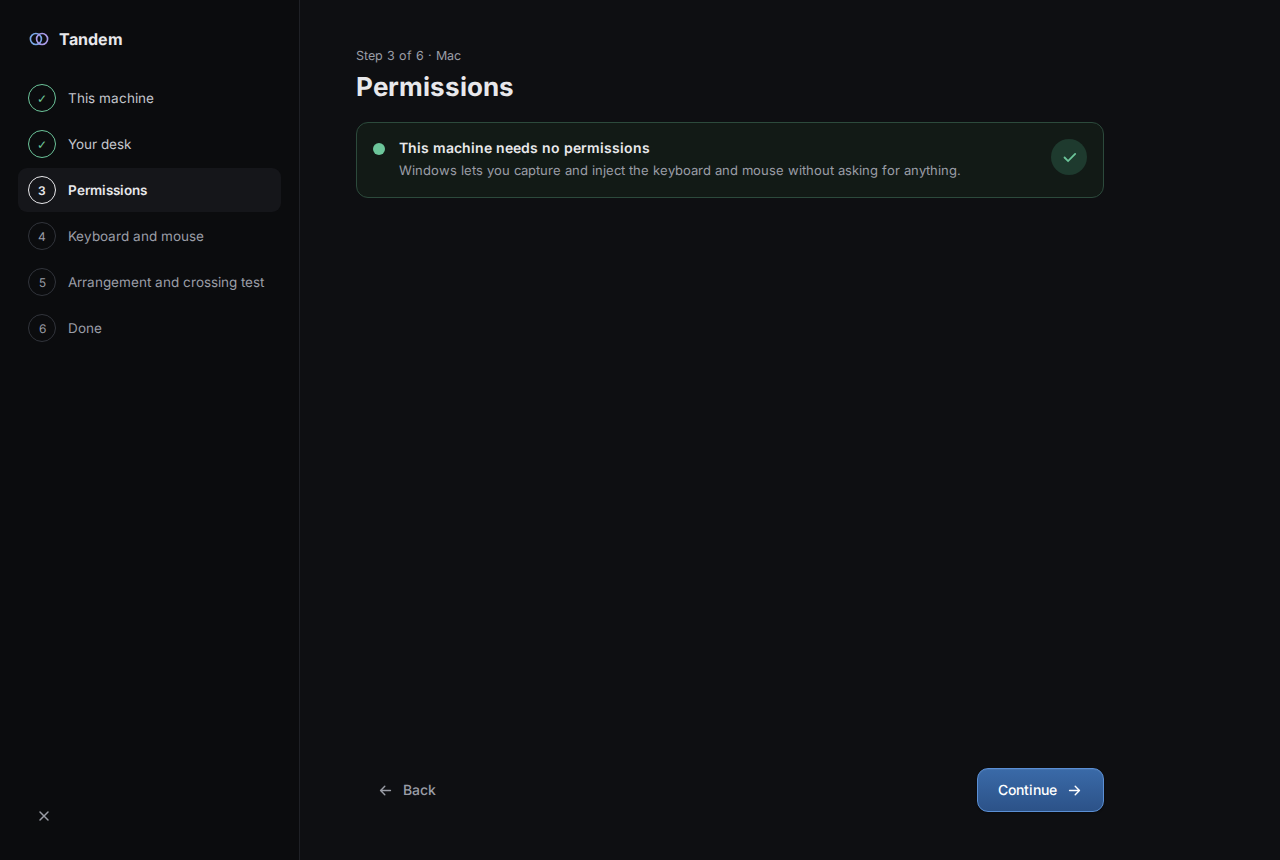 Tandem
This machine
Your desk
3 Permissions
4 Keyboard and mouse
5 Arrangement and crossing test
6 Done
Step 3 of 6 · Mac
Permissions
This machine needs no permissions
Windows lets you capture and inject the keyboard and mouse without asking for anything.
Back
Continue